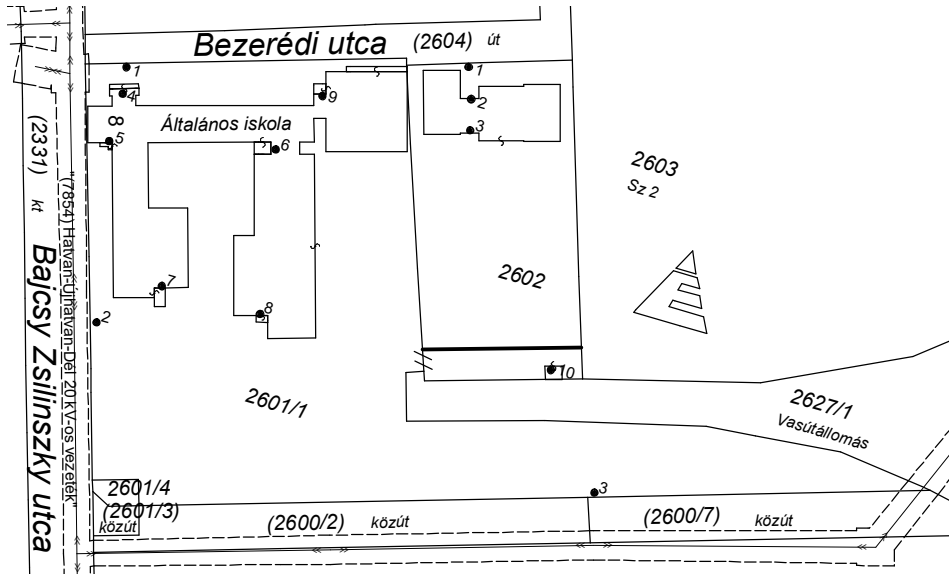 Bezerédi utca (2604) út
1
1
4
9
2
8
Általános iskola
3
5
6
2603
Sz 2
(2331) kt
"(7854) Hatvan-Újhatvan-Dél 20 kV-os vezeték"
Bajcsy Zsilinszky utca
2602
7
8
2
10
2601/1
2627/1
Vasútállomás
2601/4
(2601/3)
közút
3
(2600/2) közút
(2600/7) közút